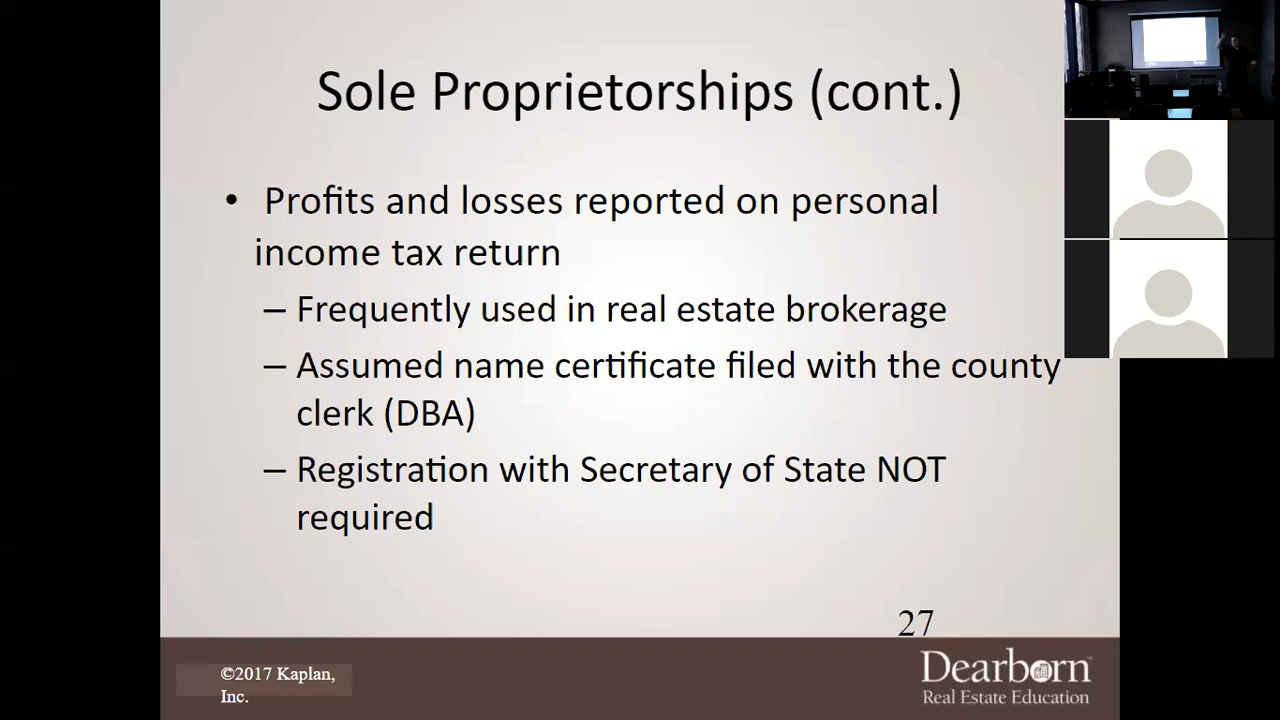 Sole Proprietorships (cont.)
• Profits and losses reported on personal
income tax return
– Frequently used in real estate brokerage
– Assumed name certificate filed with the county
clerk (DBA)
– Registration with Secretary of State NOT
required
27
©2017 Kaplan,
Inc.
Dearborn
Real Estate Education